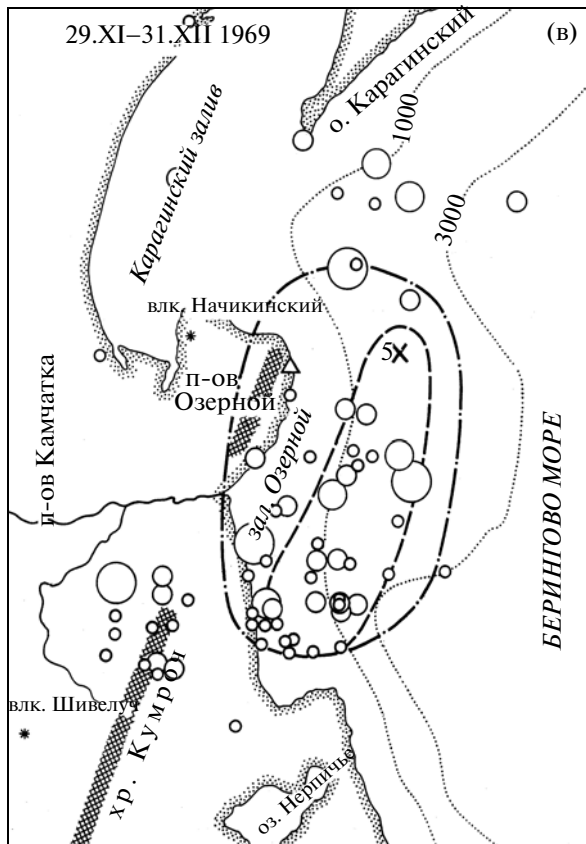 29.XI–31.XII 1969
(в)
о. Карагинский
1000
Карагинский залив
3000
влк. Начикинский
5
п-ов
Озерной
п-ов Камчатка
зал. Озерной
БЕРИНГОВО МОРЕ
влк. Шивелуч
хр. Кумроч
оз. Нерпичье